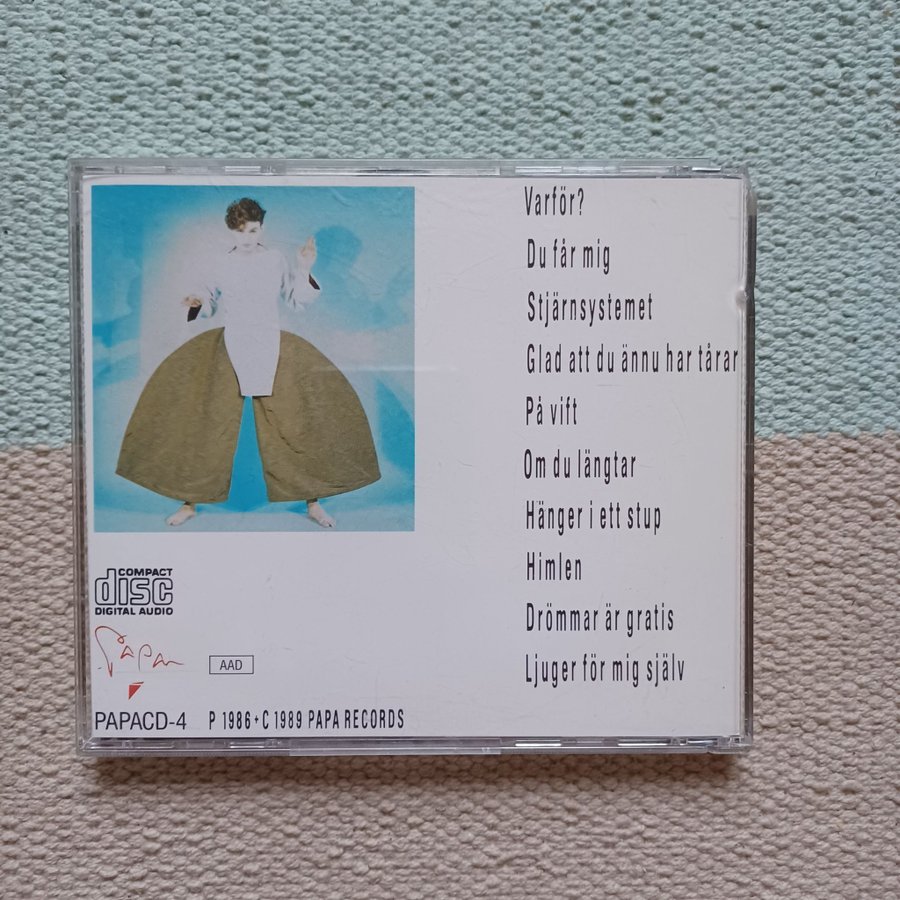 Varför?
Du får mig
Stjärnsystemet
Glad att du ännu har tårar
På vift
Om du längtar
Hänger i ett stup
Himlen
Drömmar är gratis
Ljuger för mig själv
COMPACT
disc
DIGITAL AUDIO
Papa
AAD
PAPACD-4 P 1986+C 1989 PAPA RECORDS